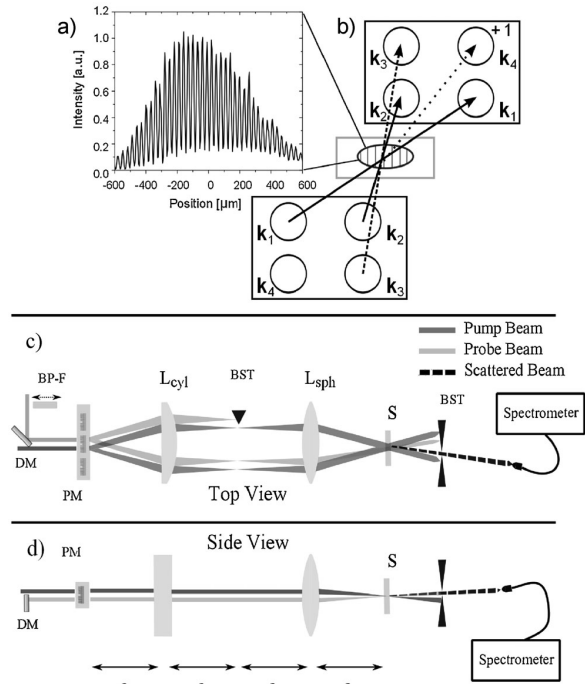 a)
Intensity [a.u.]
1.2
1.0
0.8
0.6
0.4
0.2
0.0
-600 -400 -200 0 200 400 600
Position [µm]
b)
+1
k3
k4
k2
k1
k1
k2
k4
k3
c)
Pump Beam
Probe Beam
Scattered Beam
BP-F
Lcyl
BST
Lsph
S
BST
Spectrometer
DM
PM
Top View
d)
Side View
PM
S
DM
Spectrometer